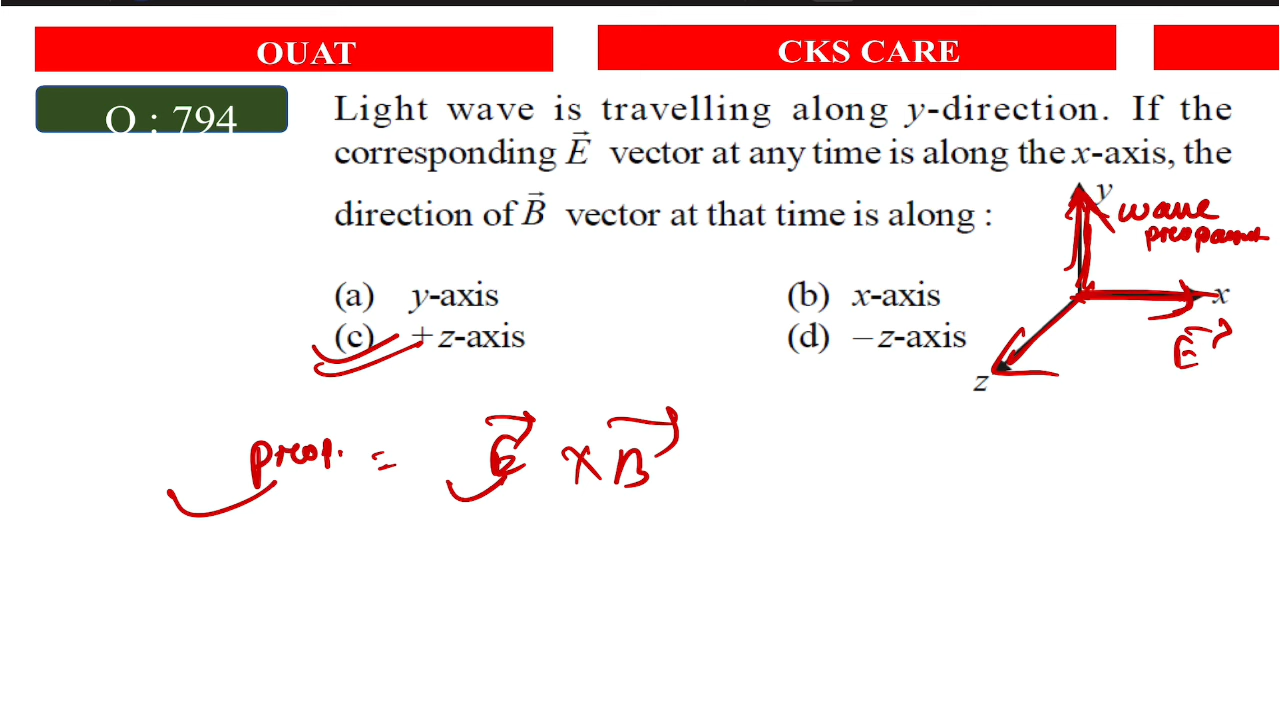 OUAT
CKS CARE
Q : 794
Light wave is travelling along y-direction. If the
corresponding E⃗ vector at any time is along the x-axis, the
direction of B⃗ vector at that time is along :
y
wave
x
E⃗
z
(a) y-axis
(b) x-axis
(c) +z-axis
(d) −z-axis
prop. = E⃗ × B⃗